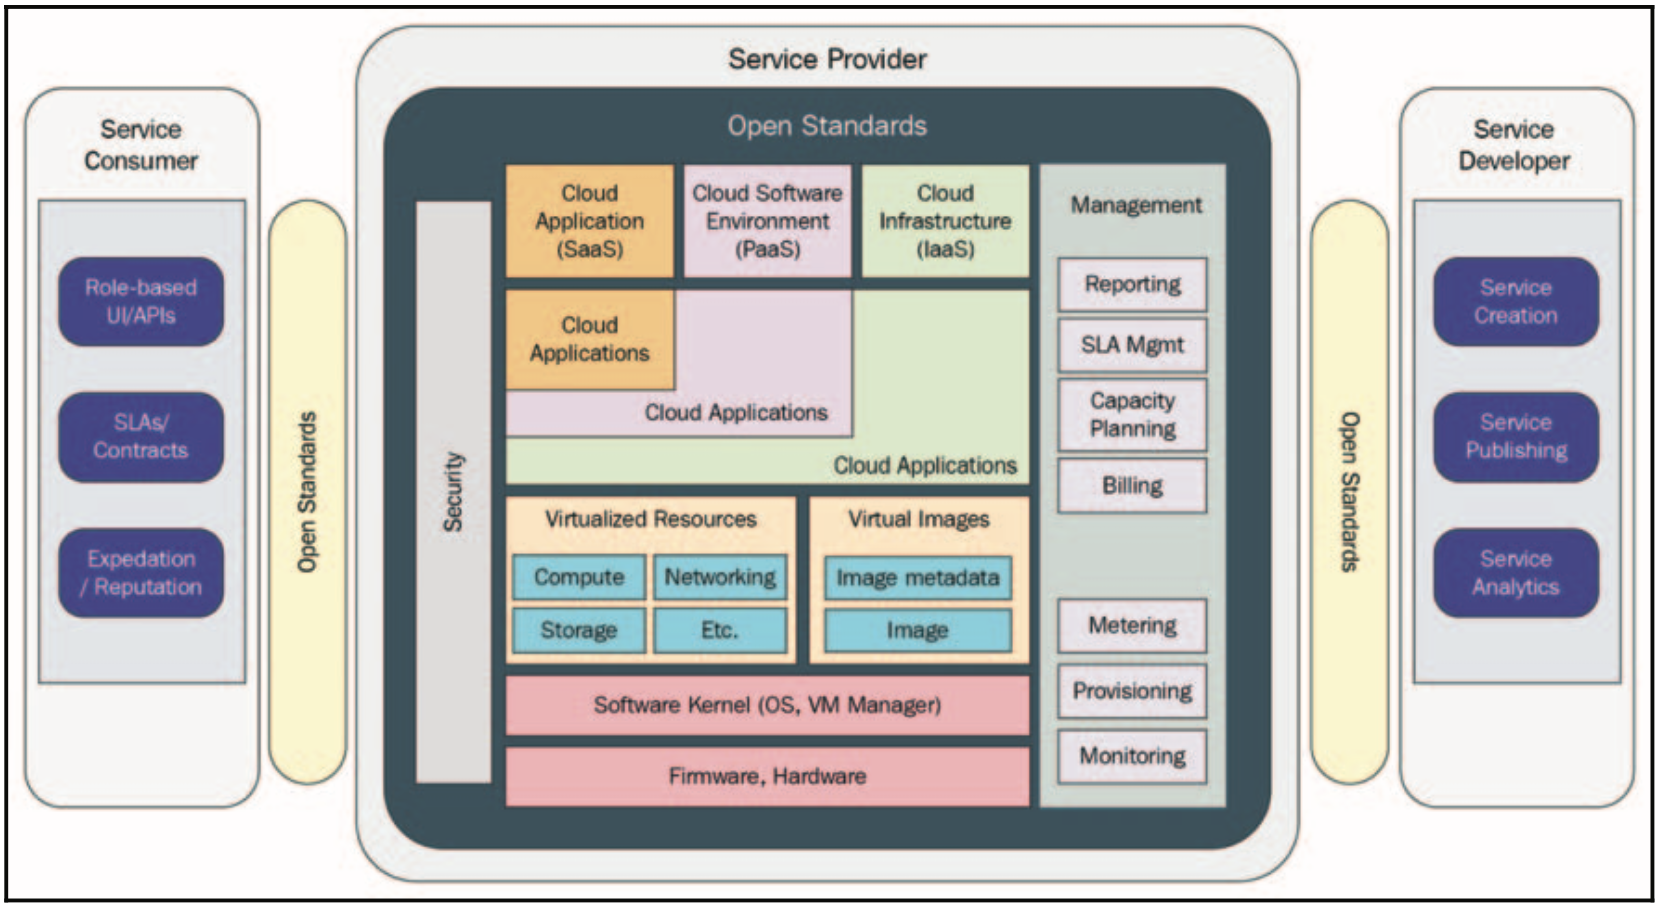 Service Provider
Service
Consumer
Role-based
UI/APIs
SLAs/
Contracts
Expedation
/ Reputation
Open Standards
Open Standards
Security
Cloud
Application
(SaaS)
Cloud Software
Environment
(PaaS)
Cloud
Infrastructure
(IaaS)
Cloud
Applications
Cloud Applications
Cloud Applications
Virtualized Resources
Compute
Networking
Storage
Etc.
Virtual Images
Image metadata
Image
Software Kernel (OS, VM Manager)
Firmware, Hardware
Management
Reporting
SLA Mgmt
Capacity
Planning
Billing
Metering
Provisioning
Monitoring
Open Standards
Service
Developer
Service
Creation
Service
Publishing
Service
Analytics